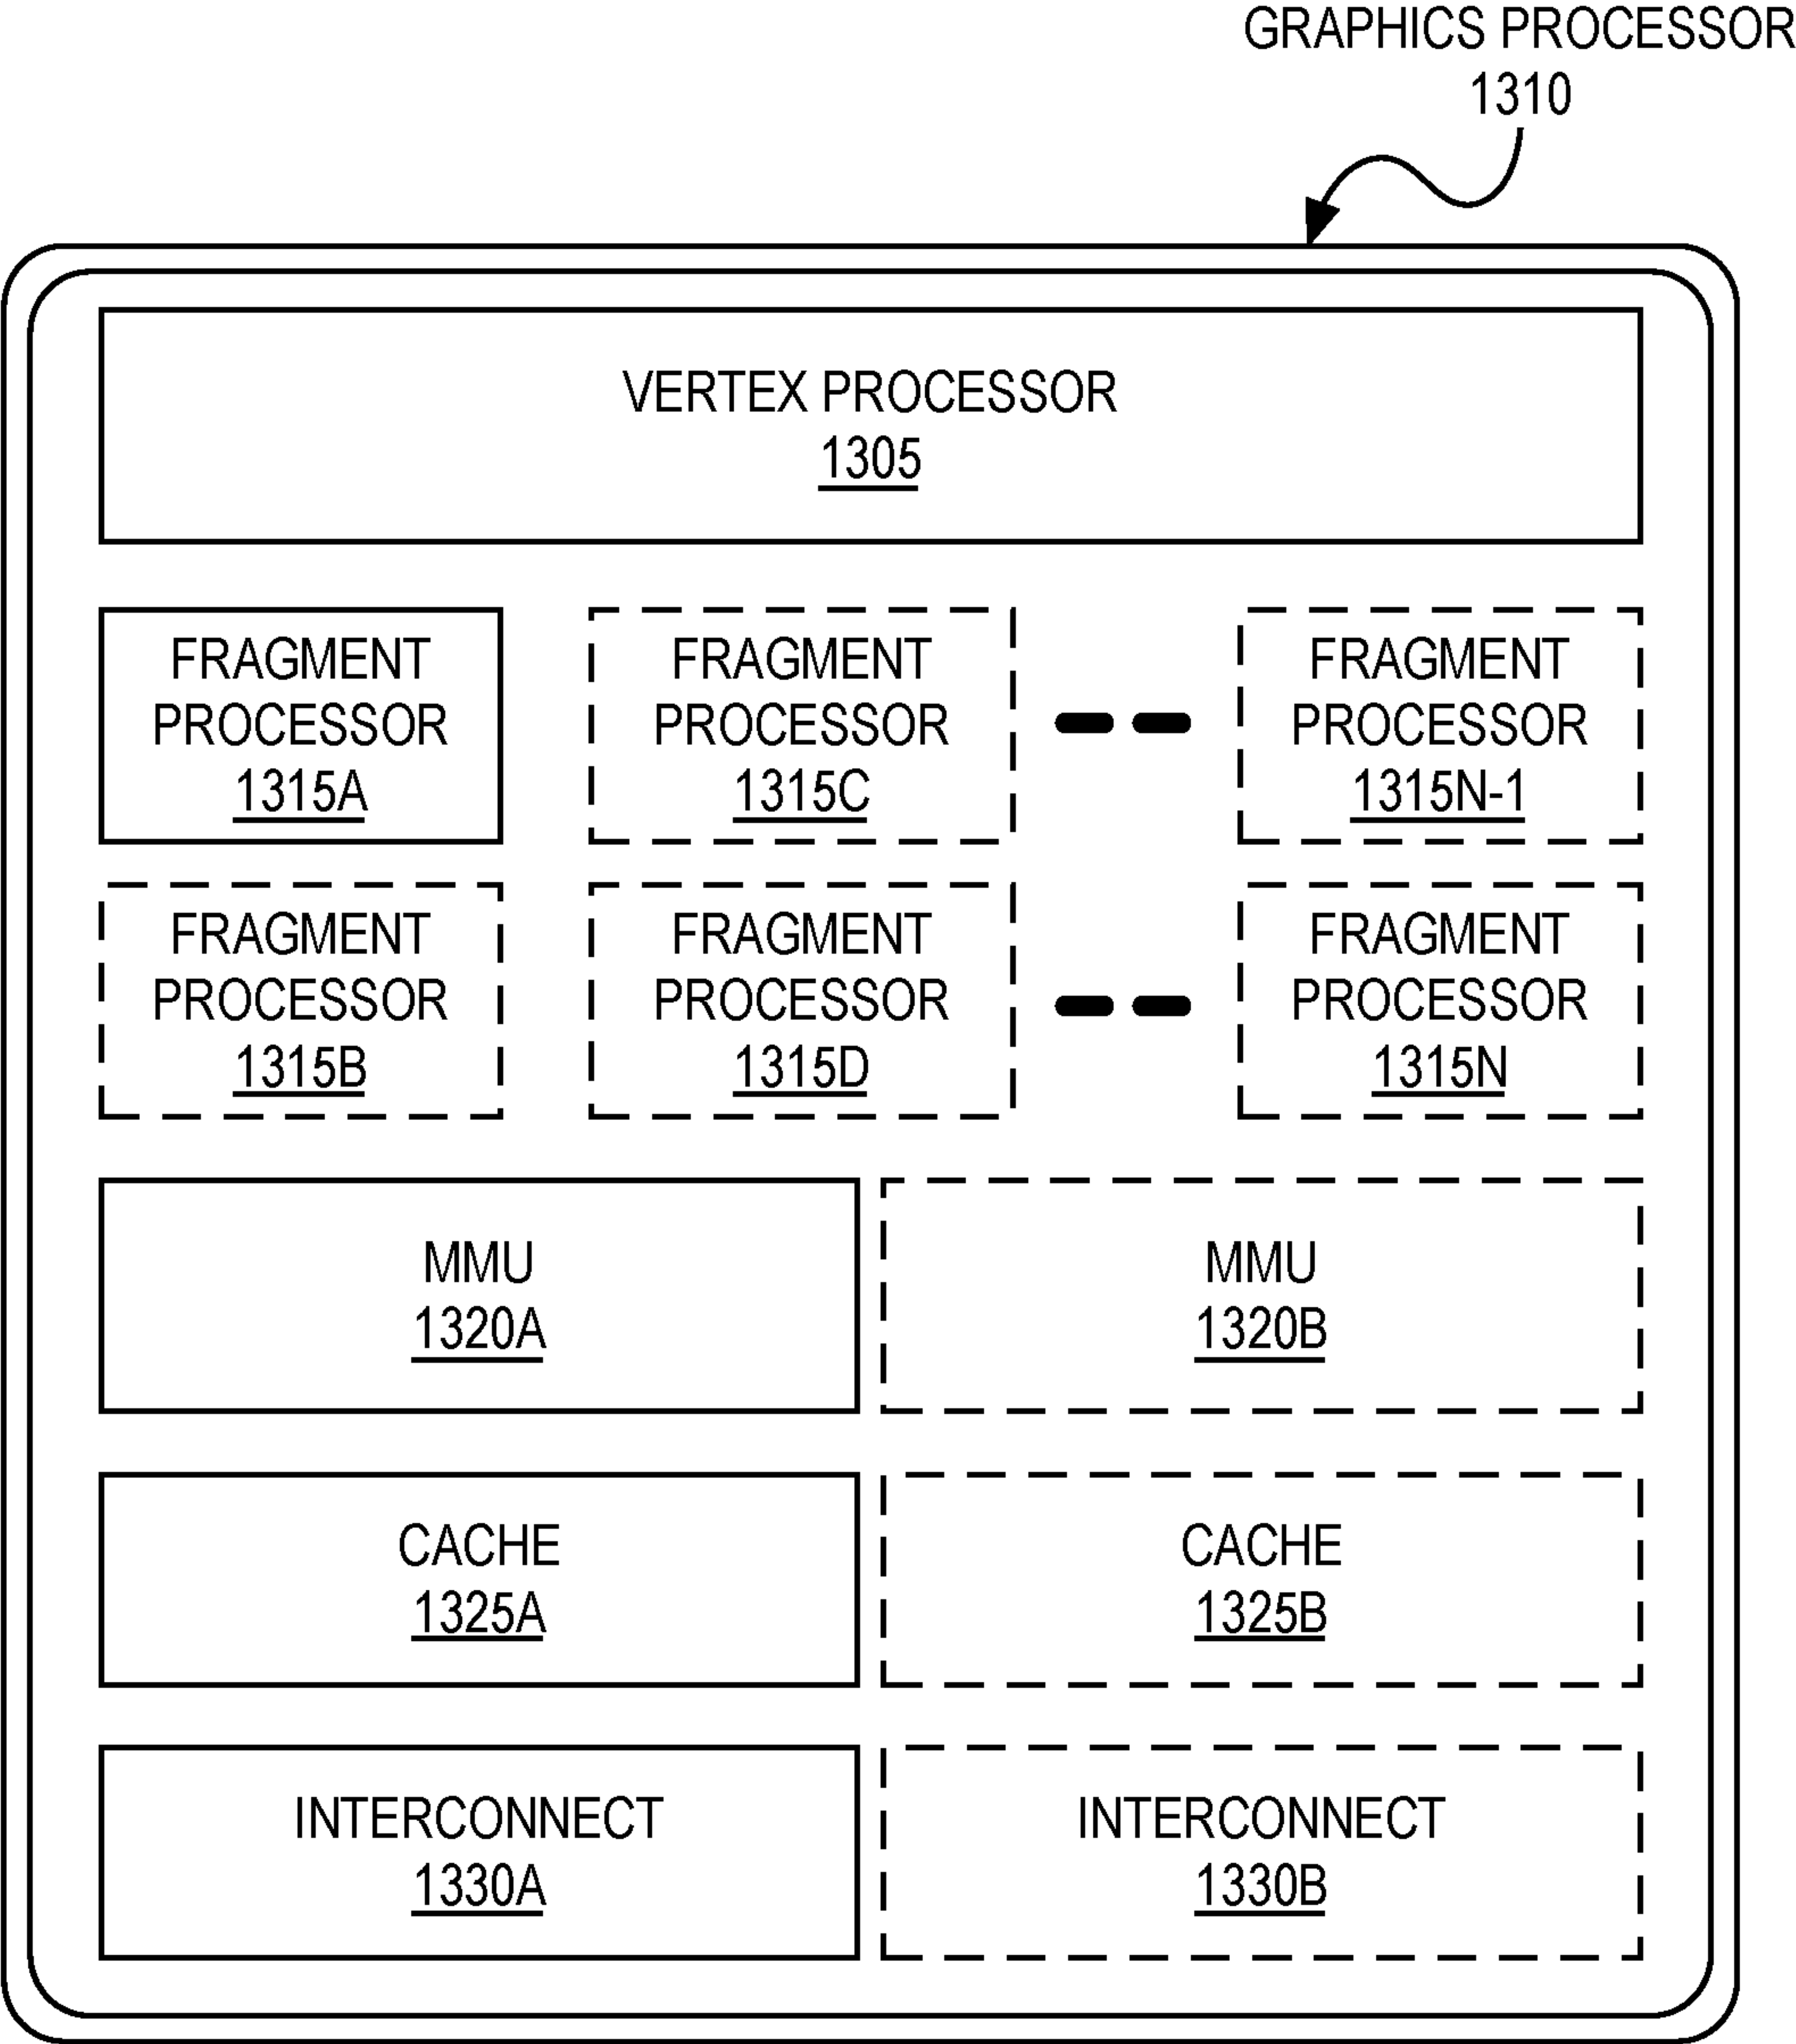 GRAPHICS PROCESSOR
1310
VERTEX PROCESSOR
1305
FRAGMENT
PROCESSOR
1315A
FRAGMENT
PROCESSOR
1315C
FRAGMENT
PROCESSOR
1315N-1
FRAGMENT
PROCESSOR
1315B
FRAGMENT
PROCESSOR
1315D
FRAGMENT
PROCESSOR
1315N
MMU
1320A
MMU
1320B
CACHE
1325A
CACHE
1325B
INTERCONNECT
1330A
INTERCONNECT
1330B